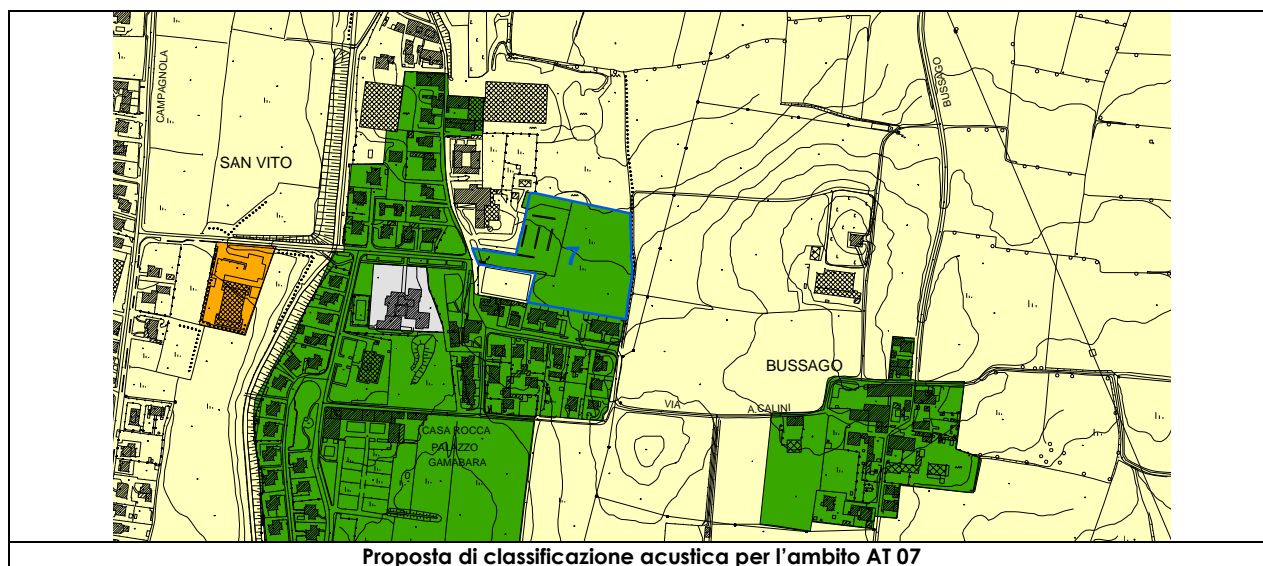 CAMPAGNOLA
BUSSAGO
SAN VITO
7
BUSSAGO
VIA A.CALINI
CASA ROCCA
PALAZZO
GAMABARA
Proposta di classificazione acustica per l'ambito AT 07